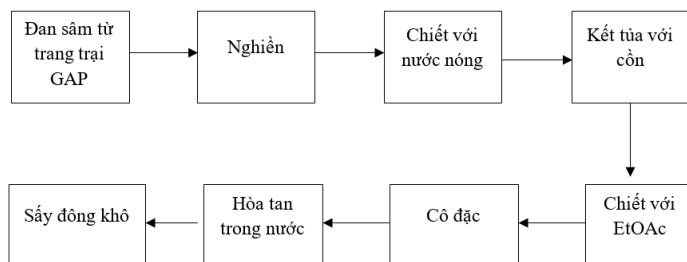 Đan sâm từ
trang trại
GAP
Nghiền
Chiết với
nước nóng
Kết tủa với
cồn
Chiết với
EtOAc
Cô đặc
Hòa tan
trong nước
Sấy đông khô